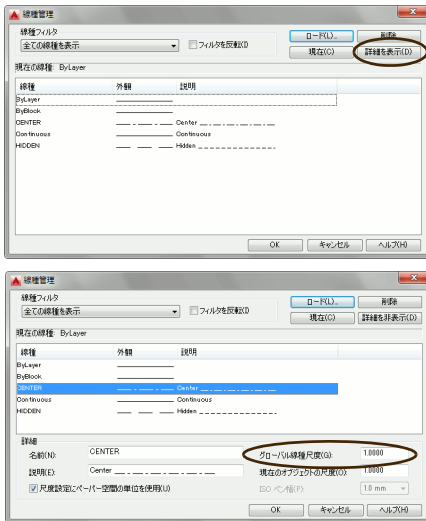 線種管理
線種フィルタ
全ての線種を表示
フィルタを反転(I)
ロード(L)...
削除
現在(C)
詳細を表示(D)
現在の線種: ByLayer
線種 外観 説明
ByLayer
ByBlock
CENTER Center
Continuous Continuous
HIDDEN Hidden
OK キャンセル ヘルプ(H)
線種管理
線種フィルタ
全ての線種を表示
フィルタを反転(I)
ロード(L)...
削除
現在(C)
詳細を非表示(D)
現在の線種: ByLayer
線種 外観 説明
ByLayer
ByBlock
CENTER Center
Continuous Continuous
HIDDEN Hidden
詳細
名前(N): CENTER グローバル線種尺度(G): 1.0000
説明(E): Center 現在のオブジェクトの尺度(O): 1.0000
尺度設定にペーパー空間の単位を使用(U) ISO ペン幅(P): 1.0 mm
OK キャンセル ヘルプ(H)